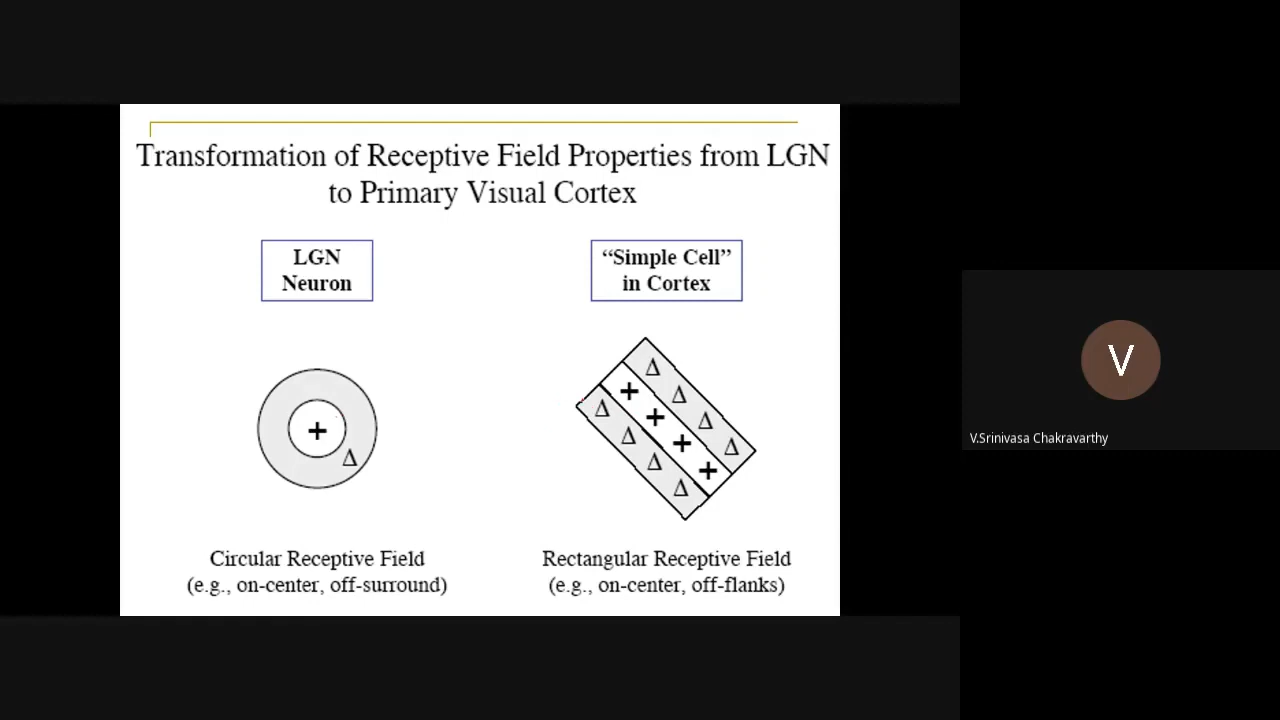 Transformation of Receptive Field Properties from LGN
to Primary Visual Cortex
LGN
Neuron
“Simple Cell”
in Cortex
+
Δ
Δ
Δ
Δ
Δ
+
+
+
+
Δ
Δ
Δ
Δ
Circular Receptive Field
(e.g., on-center, off-surround)
Rectangular Receptive Field
(e.g., on-center, off-flanks)
V
V.Srinivasa Chakravarthy